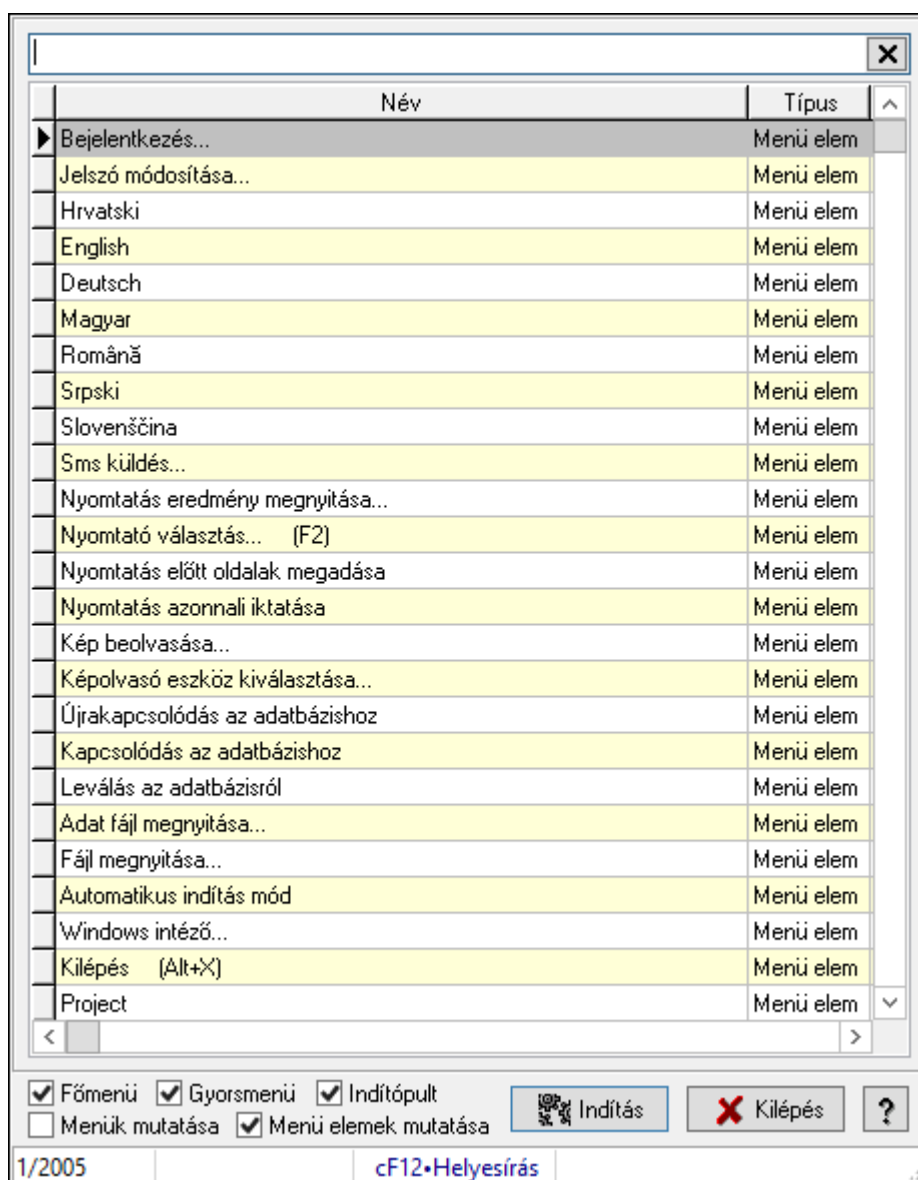 Név Típus
Bejelentkezés... Menü elem
Jelszó módosítása... Menü elem
Hrvatski Menü elem
English Menü elem
Deutsch Menü elem
Magyar Menü elem
Română Menü elem
Srpski Menü elem
Slovenščina Menü elem
Sms küldés... Menü elem
Nyomtatás eredmény megnyitása... Menü elem
Nyomtató választás... (F2) Menü elem
Nyomtatás előtt oldalak megadása Menü elem
Nyomtatás azonnali iktatása Menü elem
Kép beolvasása... Menü elem
Képolvasó eszköz kiválasztása... Menü elem
Újrakapcsolódás az adatbázishoz Menü elem
Kapcsolódás az adatbázishoz Menü elem
Leválás az adatbázisról Menü elem
Adat fájl megnyitása... Menü elem
Fájl megnyitása... Menü elem
Automatikus indítás mód Menü elem
Windows intéző... Menü elem
Kilépés (Alt+X) Menü elem
Project Menü elem
Főmenü Gyorsmenü Indítópult
Menük mutatása Menü elemek mutatása
Indítás Kilépés ?
1/2005 cF12•Helyesírás